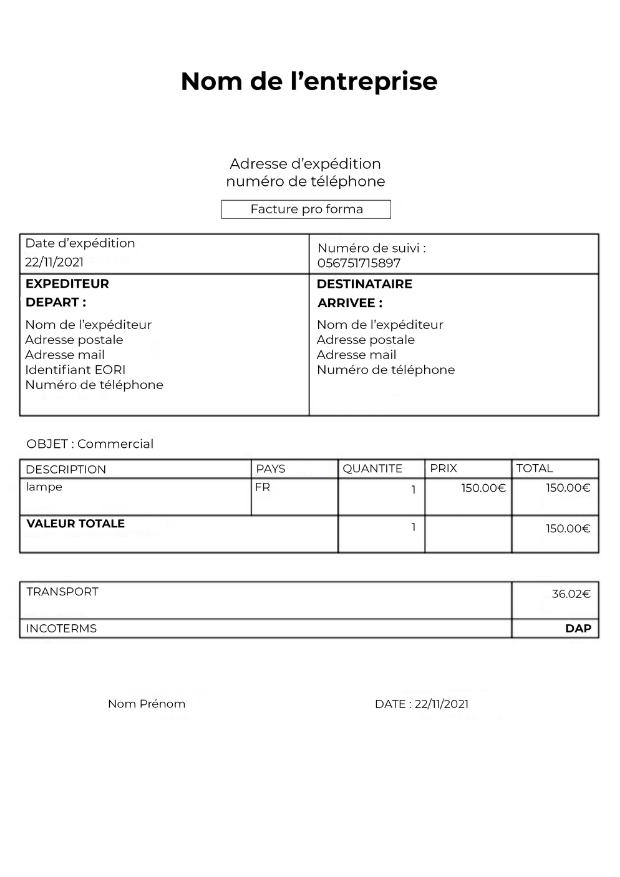 Nom de l'entreprise
Adresse d'expédition
numéro de téléphone
Facture pro forma
Date d'expédition
22/11/2021
Numéro de suivi :
056751715897
EXPEDITEUR
DEPART :
Nom de l'expéditeur
Adresse postale
Adresse mail
Identifiant EORI
Numéro de téléphone
DESTINATAIRE
ARRIVEE :
Nom de l'expéditeur
Adresse postale
Adresse mail
Numéro de téléphone
OBJET : Commercial
DESCRIPTION PAYS QUANTITE PRIX TOTAL
lampe FR 1 150.00€ 150.00€
VALEUR TOTALE 1 150.00€
TRANSPORT 36.02€
INCOTERMS DAP
Nom Prénom DATE : 22/11/2021